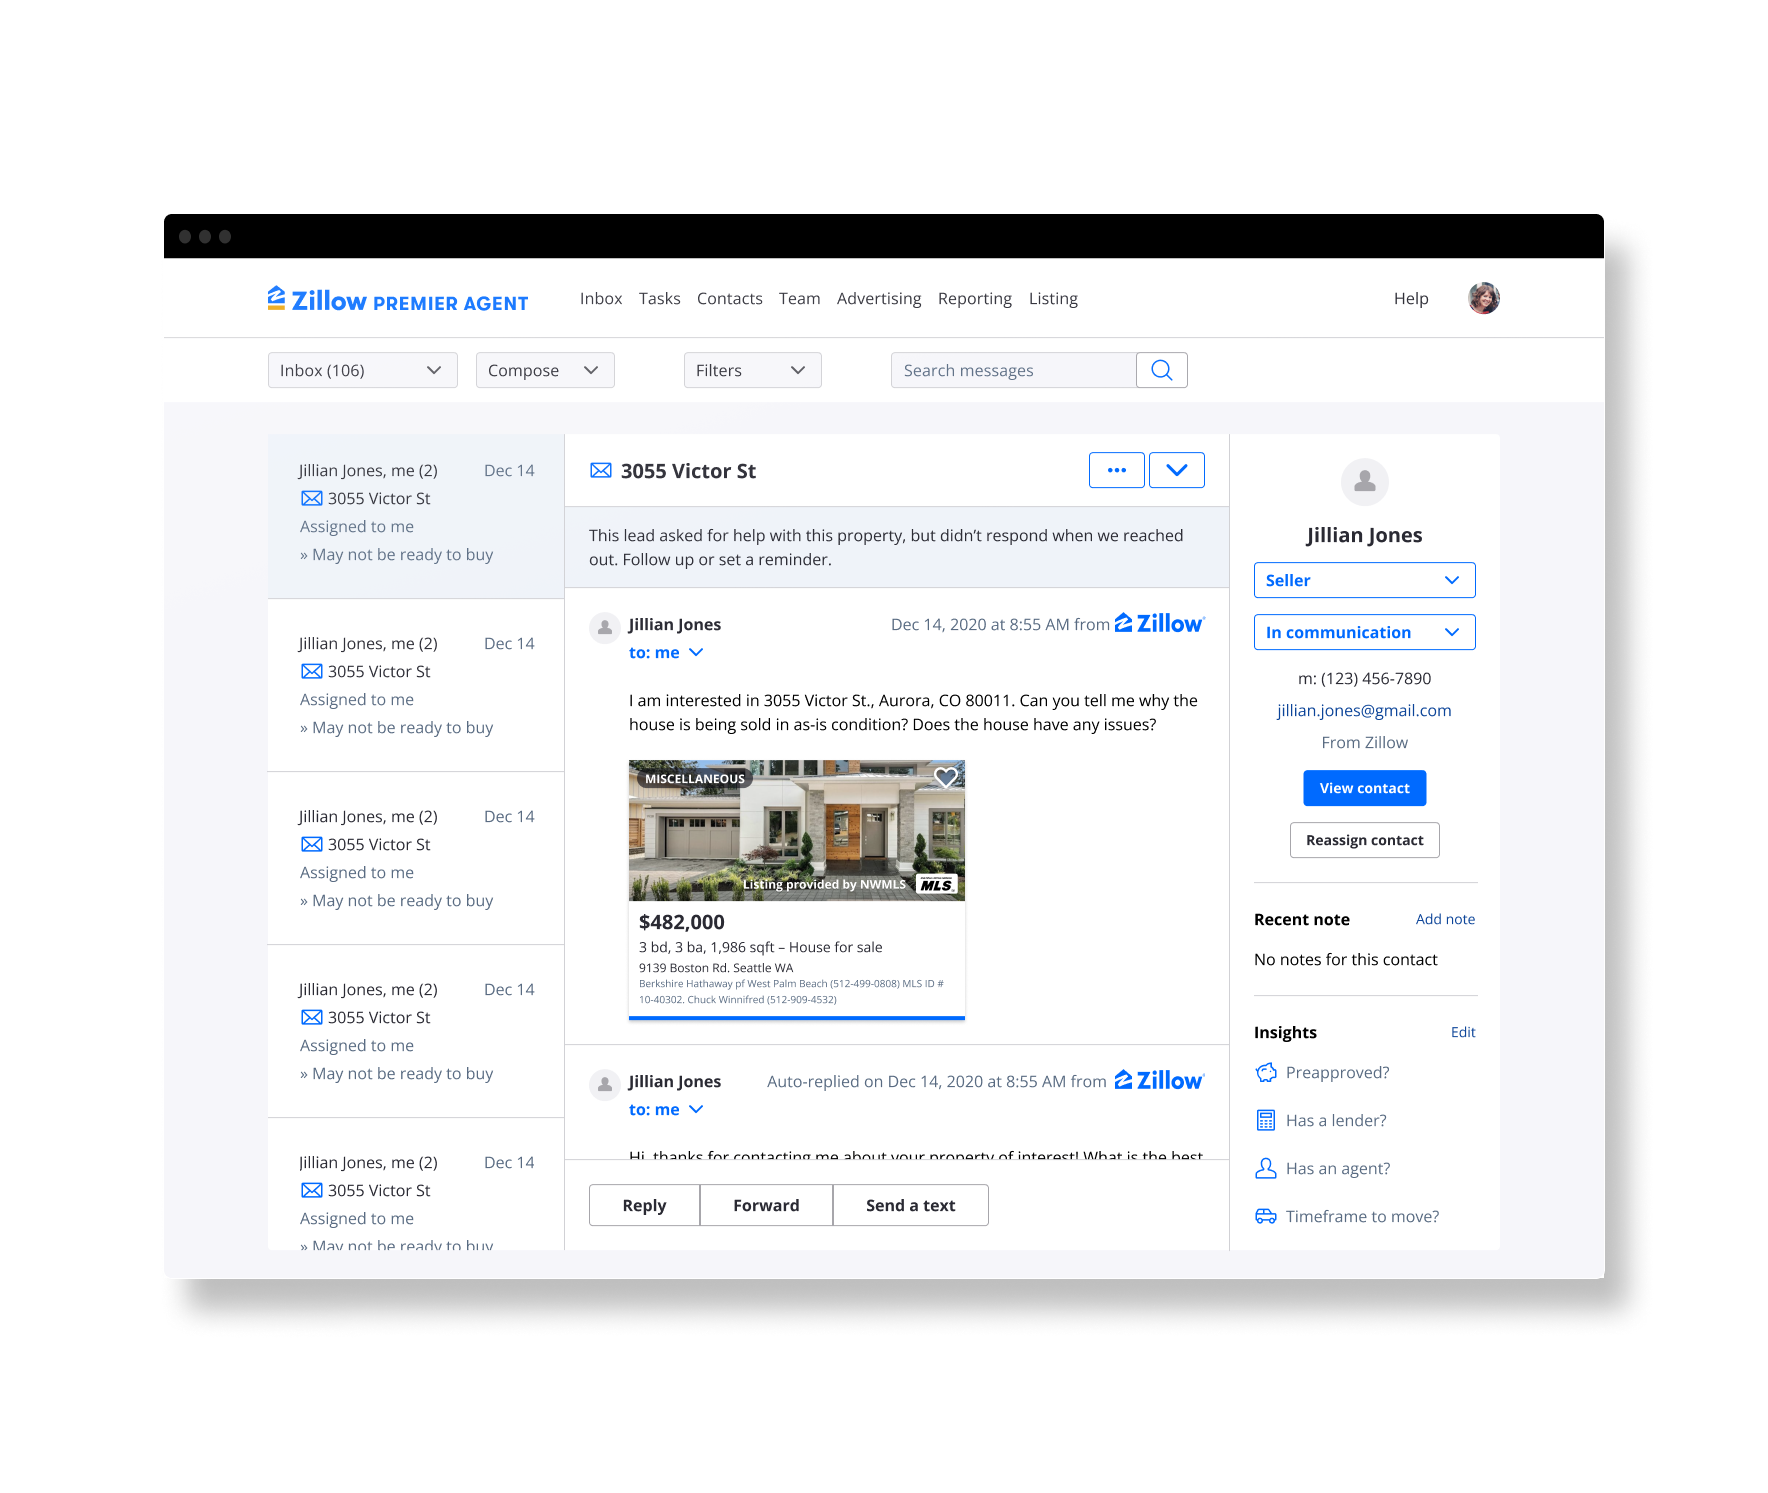 Zillow PREMIER AGENT
Inbox Tasks Contacts Team Advertising Reporting Listing Help
Inbox (106) Compose Filters Search messages
Jillian Jones, me (2) Dec 14
3055 Victor St
Assigned to me
» May not be ready to buy
Jillian Jones, me (2) Dec 14
3055 Victor St
Assigned to me
» May not be ready to buy
Jillian Jones, me (2) Dec 14
3055 Victor St
Assigned to me
» May not be ready to buy
Jillian Jones, me (2) Dec 14
3055 Victor St
Assigned to me
» May not be ready to buy
Jillian Jones, me (2) Dec 14
3055 Victor St
Assigned to me
» May not be ready to buy
3055 Victor St
This lead asked for help with this property, but didn’t respond when we reached
out. Follow up or set a reminder.
Jillian Jones Dec 14, 2020 at 8:55 AM from Zillow
to: me
I am interested in 3055 Victor St., Aurora, CO 80011. Can you tell me why the
house is being sold in as-is condition? Does the house have any issues?
MISCELLANEOUS
Listing provided by NWMLS MLS
$482,000
3 bd, 3 ba, 1,986 sqft – House for sale
9139 Boston Rd. Seattle WA
Berkshire Hathaway pf West Palm Beach (512-499-0808) MLS ID #
10-40302. Chuck Winnifred (512-909-4532)
Jillian Jones Auto-replied on Dec 14, 2020 at 8:55 AM from Zillow
to: me
Hi, thanks for contacting me about your property of interest! What is the best
Reply Forward Send a text
Jillian Jones
Seller
In communication
m: (123) 456-7890
jillian.jones@gmail.com
From Zillow
View contact
Reassign contact
Recent note Add note
No notes for this contact
Insights Edit
Preapproved?
Has a lender?
Has an agent?
Timeframe to move?